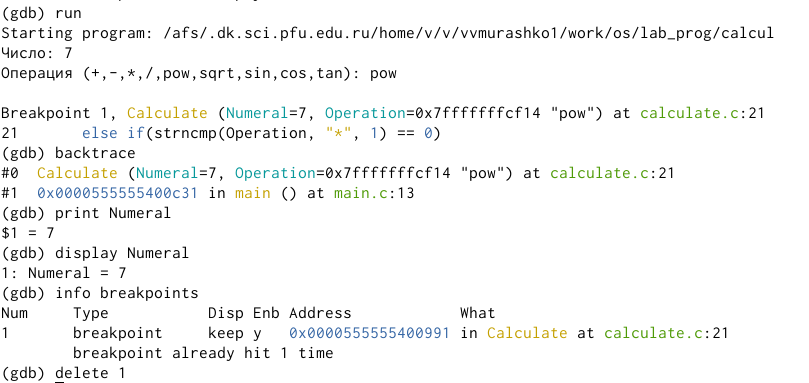 (gdb) run
Starting program: /afs/.dk.sci.pfu.edu.ru/home/v/v/vvmurashko1/work/os/lab_prog/calcul
Число: 7
Операция (+,-,*,/,pow,sqrt,sin,cos,tan): pow
Breakpoint 1, Calculate (Numeral=7, Operation=0x7fffffffcf14 "pow") at calculate.c:21
21 else if(strncmp(Operation, "*", 1) == 0)
(gdb) backtrace
#0 Calculate (Numeral=7, Operation=0x7fffffffcf14 "pow") at calculate.c:21
#1 0x0000555555400c31 in main () at main.c:13
(gdb) print Numeral
$1 = 7
(gdb) display Numeral
1: Numeral = 7
(gdb) info breakpoints
Num Type Disp Enb Address What
1 breakpoint keep y 0x0000555555400991 in Calculate at calculate.c:21
breakpoint already hit 1 time
(gdb) delete 1